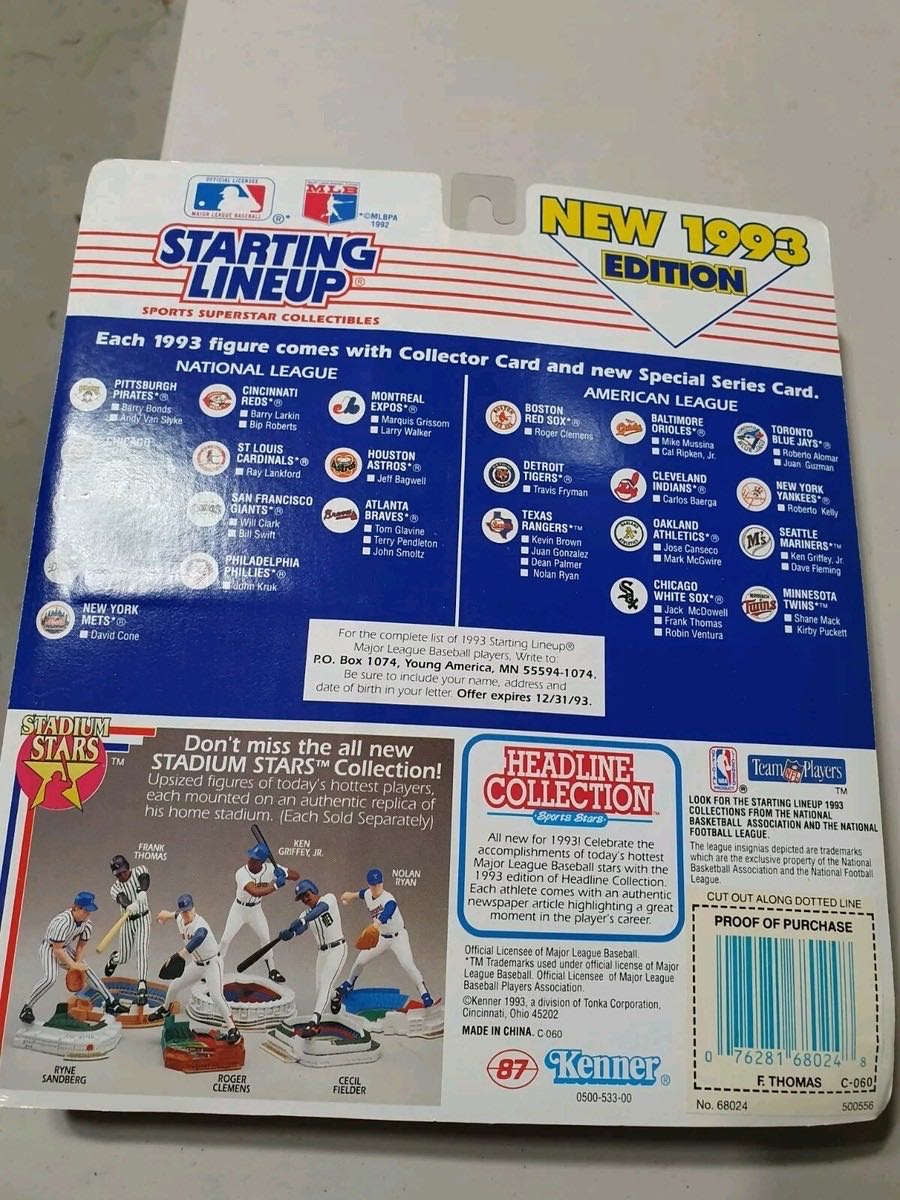 OFFICIAL LICENSEE
MAJOR LEAGUE BASEBALL
®*
MLB
*©MLBPA
1992
STARTING
LINEUP®
SPORTS SUPERSTAR COLLECTIBLES
NEW 1993
EDITION
Each 1993 figure comes with Collector Card and new Special Series Card.
NATIONAL LEAGUE
PITTSBURGH
PIRATES*®
Barry Bonds
Andy Van Slyke
CHICAGO
NEW YORK
METS*®
David Cone
CINCINNATI
REDS*®
Barry Larkin
Bip Roberts
ST LOUIS
CARDINALS*®
Ray Lankford
SAN FRANCISCO
GIANTS*®
Will Clark
Bill Swift
PHILADELPHIA
PHILLIES*®
John Kruk
MONTREAL
EXPOS*®
Marquis Grissom
Larry Walker
HOUSTON
ASTROS*®
Jeff Bagwell
Astros
ATLANTA
BRAVES*®
Tom Glavine
Terry Pendleton
John Smoltz
Braves
AMERICAN LEAGUE
BOSTON
RED SOX*®
Roger Clemens
DETROIT
TIGERS*®
Travis Fryman
TEXAS
RANGERS*™
Kevin Brown
Juan Gonzalez
Dean Palmer
Nolan Ryan
BALTIMORE
ORIOLES*®
Mike Mussina
Cal Ripken, Jr.
CLEVELAND
INDIANS*®
Carlos Baerga
OAKLAND
ATHLETICS*®
Jose Canseco
Mark McGwire
CHICAGO
WHITE SOX*®
Jack McDowell
Frank Thomas
Robin Ventura
TORONTO
BLUE JAYS*®
Roberto Alomar
Juan Guzman
NEW YORK
YANKEES*®
Roberto Kelly
SEATTLE
MARINERS*™
Ken Griffey, Jr.
Dave Fleming
MINNESOTA
TWINS*™
Shane Mack
Kirby Puckett
Twins
For the complete list of 1993 Starting Lineup®
Major League Baseball players, Write to:
P.O. Box 1074, Young America, MN 55594-1074.
Be sure to include your name, address and
date of birth in your letter. Offer expires 12/31/93.
STADIUM
STARS
™
Don't miss the all new
STADIUM STARS™ Collection!
Upsized figures of today's hottest players,
each mounted on an authentic replica of
his home stadium. (Each Sold Separately)
FRANK
THOMAS
KEN
GRIFFEY, JR.
NOLAN
RYAN
RYNE
SANDBERG
ROGER
CLEMENS
CECIL
FIELDER
HEADLINE
COLLECTION™
Sports Stars
All new for 1993! Celebrate the
accomplishments of today's hottest
Major League Baseball stars with the
1993 edition of Headline Collection.
Each athlete comes with an authentic
newspaper article highlighting a great
moment in the player's career.
Official Licensee of Major League Baseball.
*TM Trademarks used under official license of Major
League Baseball. Official Licensee of Major League
Baseball Players Association.
©Kenner 1993, a division of Tonka Corporation,
Cincinnati, Ohio 45202
MADE IN CHINA. C-060
87
Kenner®
0500-533-00
NBA
PRODUCT
®
Team NFL Players
™
LOOK FOR THE STARTING LINEUP 1993
COLLECTIONS FROM THE NATIONAL
BASKETBALL ASSOCIATION AND THE NATIONAL
FOOTBALL LEAGUE.
The league insignias depicted are trademarks
which are the exclusive property of the National
Basketball Association and the National Football
League.
CUT OUT ALONG DOTTED LINE
PROOF OF PURCHASE
0 76281 68024 8
F. THOMAS C-060
No. 68024 500556